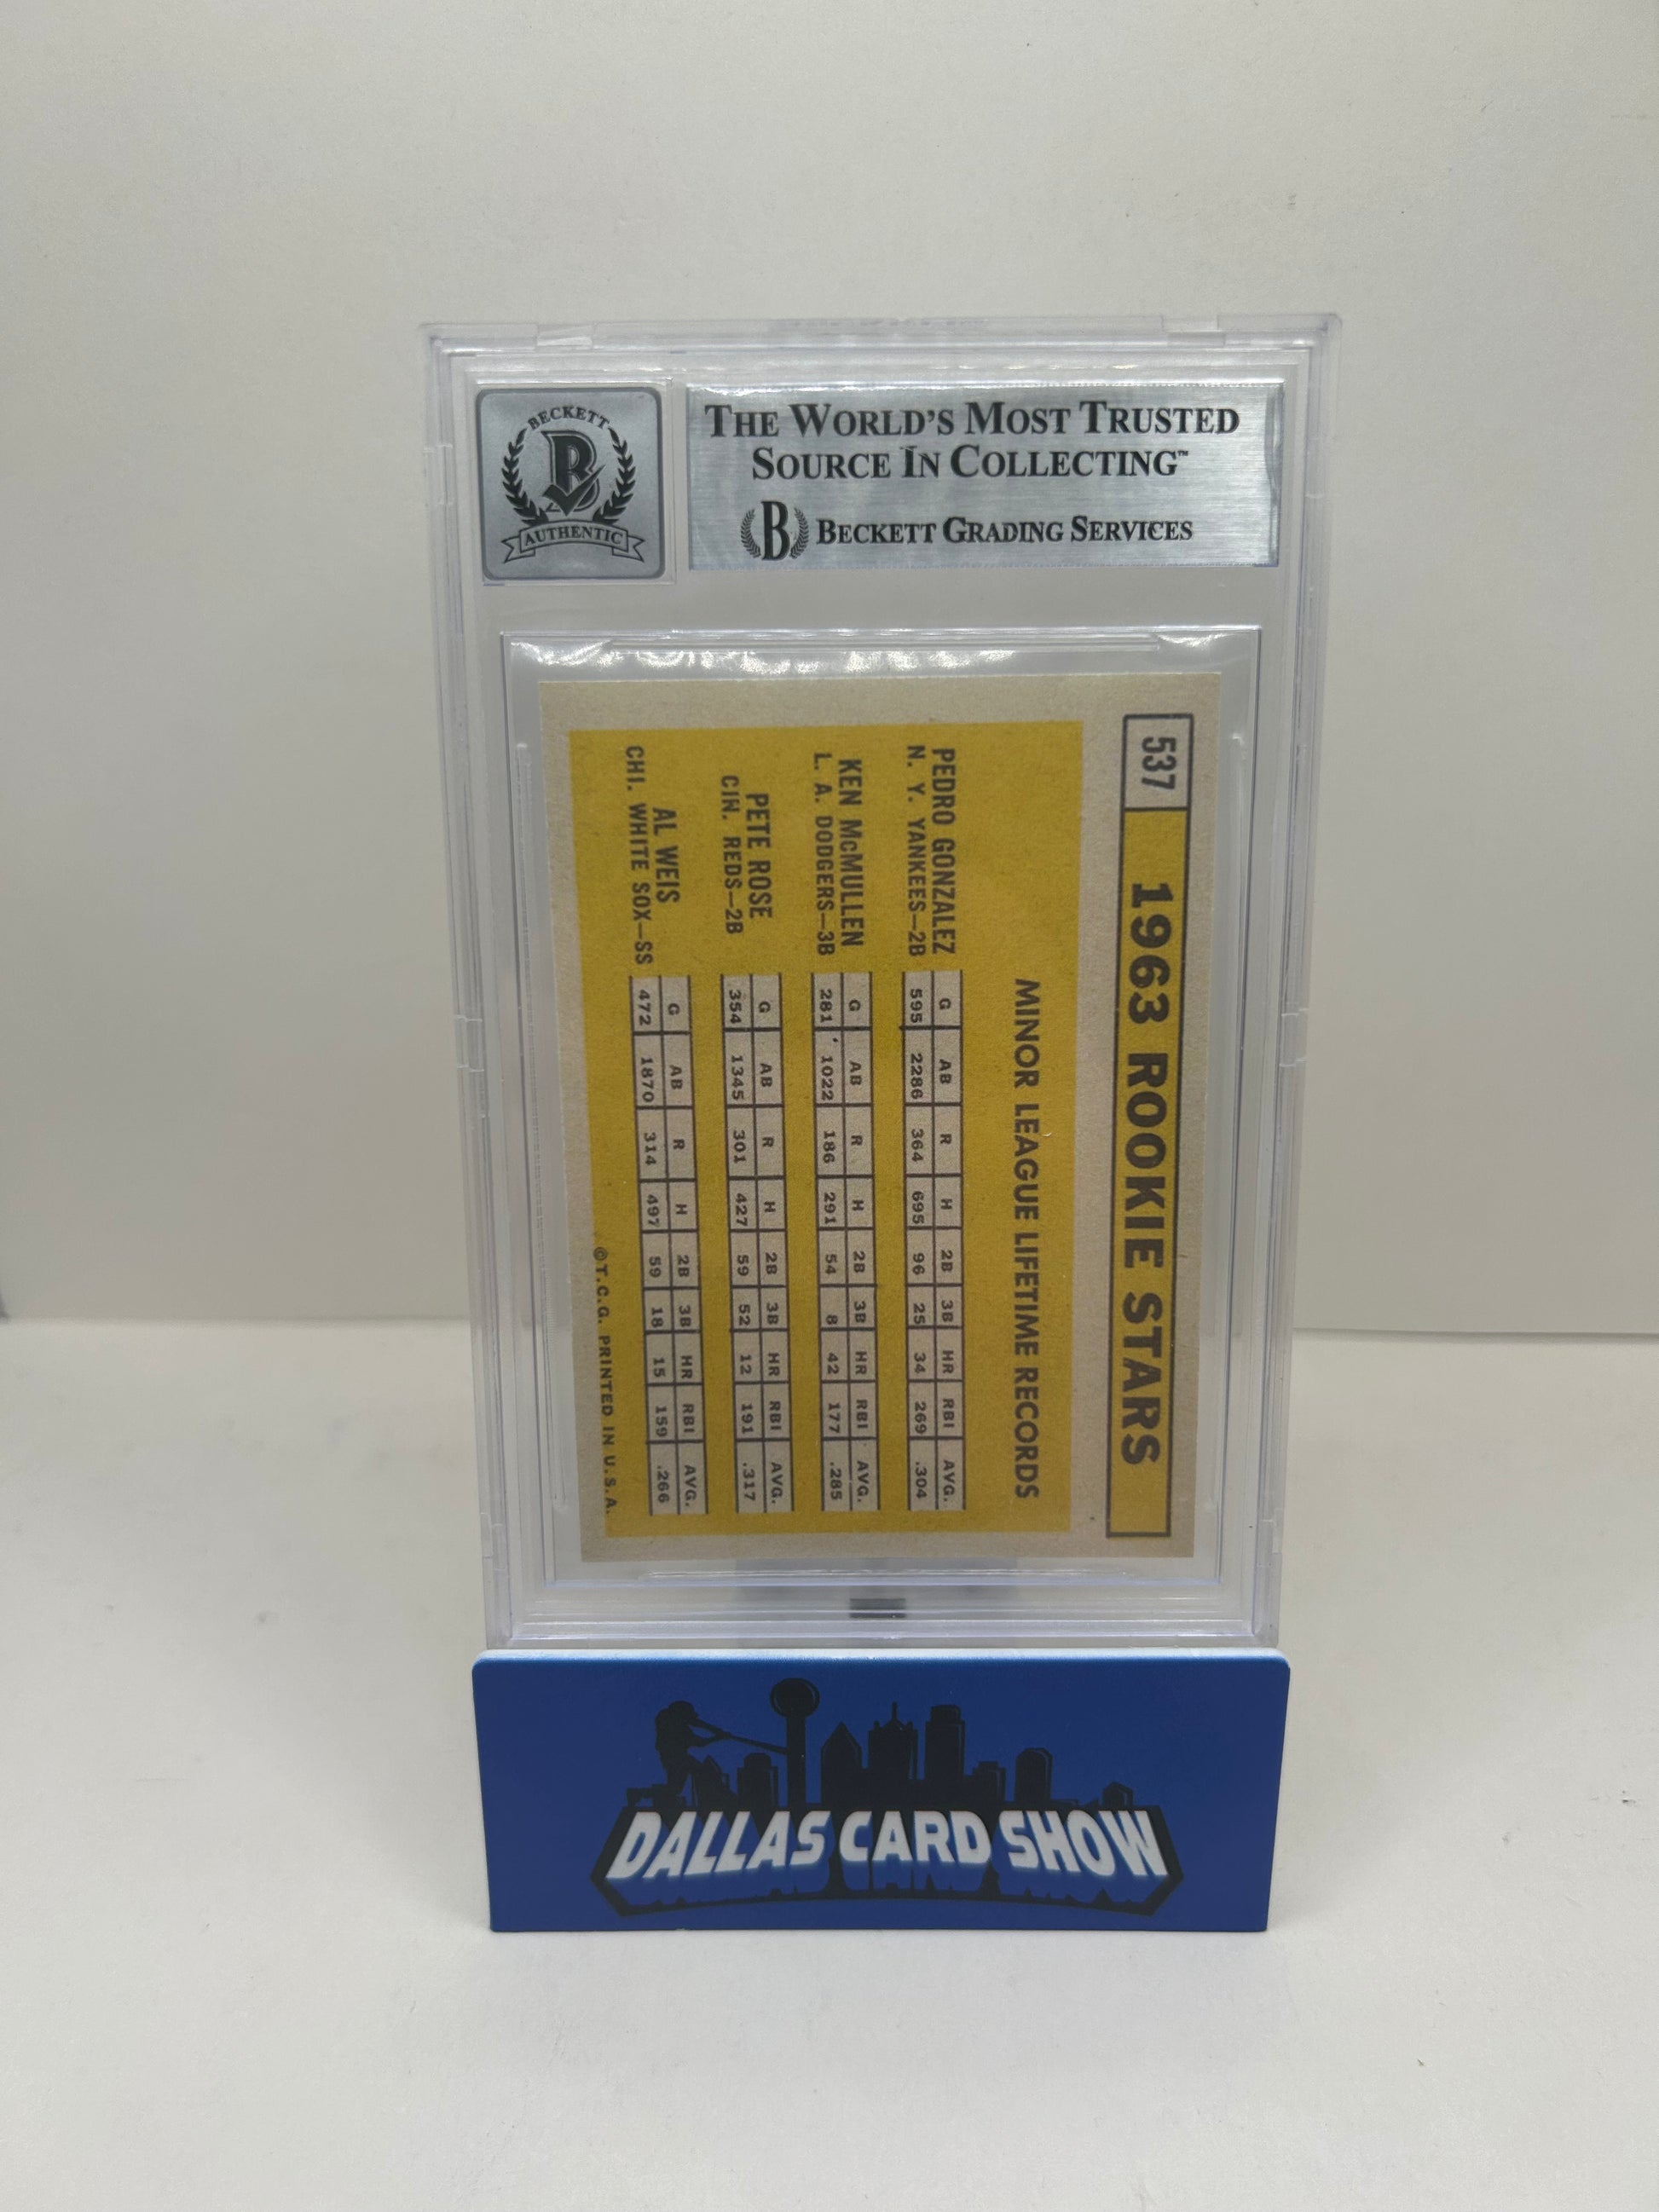 BECKETT
B
AUTHENTIC
THE WORLD'S MOST TRUSTED
SOURCE IN COLLECTING™
B BECKETT GRADING SERVICES
537 1963 ROOKIE STARS
MINOR LEAGUE LIFETIME RECORDS
PEDRO GONZALEZ G AB R H 2B 3B HR RBI AVG.
N. Y. YANKEES—2B 595 2286 364 695 96 25 34 269 .304
KEN McMULLEN G AB R H 2B 3B HR RBI AVG.
L. A. DODGERS—3B 281 1022 186 291 54 8 42 177 .285
PETE ROSE G AB R H 2B 3B HR RBI AVG.
CIN. REDS—2B 354 1345 301 427 59 52 12 191 .317
AL WEIS G AB R H 2B 3B HR RBI AVG.
CHI. WHITE SOX—SS 472 1870 314 497 59 18 15 159 .266
©T.C.G. PRINTED IN U.S.A.
DALLAS CARD SHOW